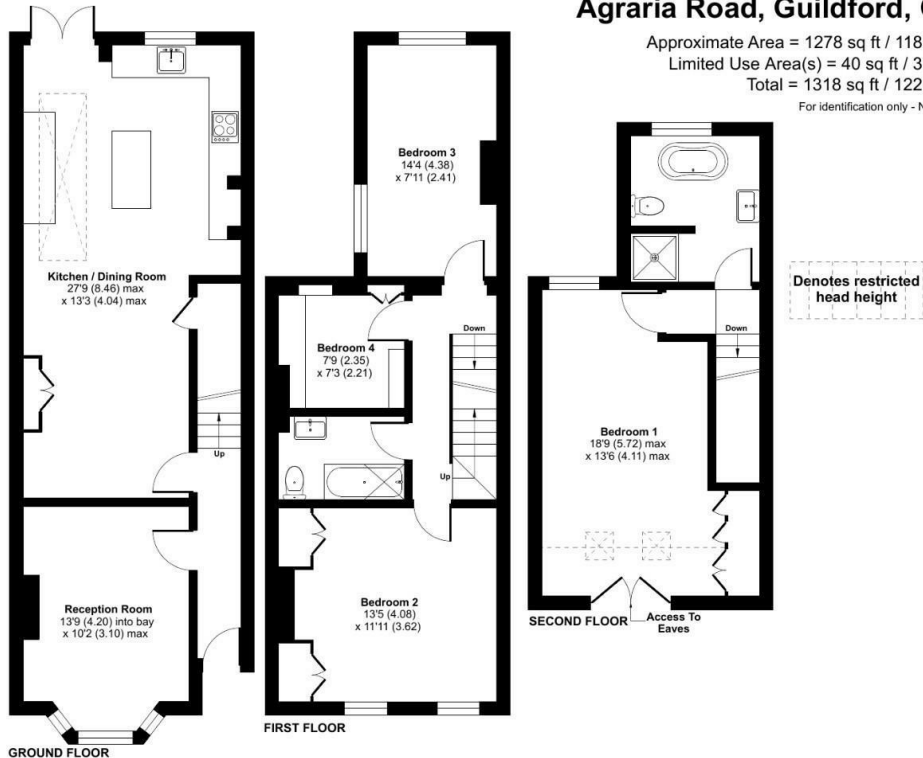 Agraria Road, Guildford,
Approximate Area = 1278 sq ft / 118
Limited Use Area(s) = 40 sq ft / 3
Total = 1318 sq ft / 122
For identification only - N
Kitchen / Dining Room
27'9 (8.46) max
x 13'3 (4.04) max
Up
Reception Room
13'9 (4.20) into bay
x 10'2 (3.10) max
GROUND FLOOR
Bedroom 3
14'4 (4.38)
x 7'11 (2.41)
Bedroom 4
7'9 (2.35)
x 7'3 (2.21)
Down
Up
Bedroom 2
13'5 (4.08)
x 11'11 (3.62)
FIRST FLOOR
Down
Bedroom 1
18'9 (5.72) max
x 13'6 (4.11) max
SECOND FLOOR
Access To
Eaves
Denotes restricted
head height